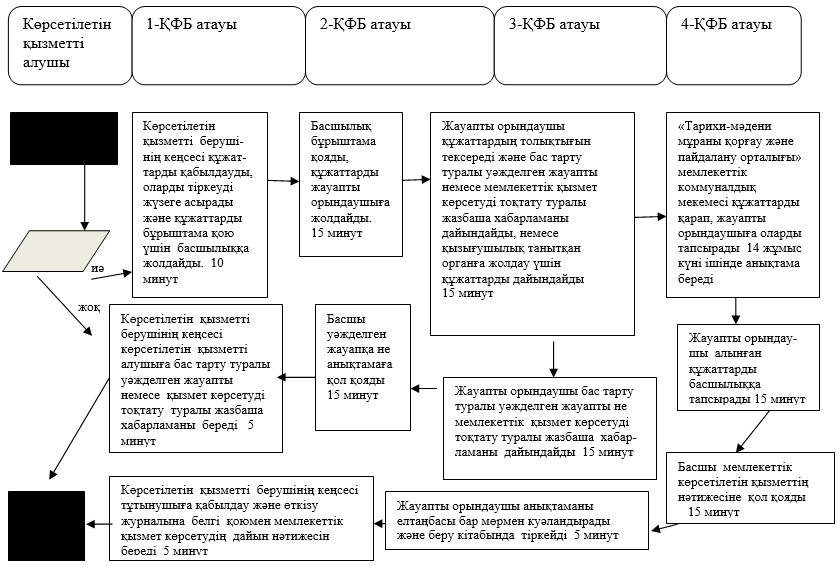 Көрсетілетін
қызметті
алушы
1-ҚФБ атауы
2-ҚФБ атауы
3-ҚФБ атауы
4-ҚФБ атауы
Көрсетілетін
қызметті беруші-
нің кеңсесі құжат-
тарды қабылдауды,
оларды тіркеуді
жүзеге асырады
және құжаттарды
бұрыштама қою
үшін басшылыққа
жолдайды. 10
минут
Басшылық
бұрыштама
қояды,
құжаттарды
жауапты
орындаушыға
жолдайды.
15 минут
Жауапты орындаушы
құжаттардың толықтығын
тексереді және бас тарту
туралы уәжделген жауапты
немесе мемлекеттік қызмет
көрсетуді тоқтату туралы
жазбаша хабарламаны
дайындайды, немесе
қызығушылық танытқан
органға жолдау үшін
құжаттарды дайындайды
15 минут
«Тарихи-мәдени
мұраны қорғау және
пайдалану орталығы»
мемлекеттік
коммуналдық
мекемесі құжаттарды
қарап, жауапты
орындаушыға оларды
тапсырады 14 жұмыс
күні ішінде анықтама
береді
иә
жоқ
Көрсетілетін қызметті
берушінің кеңсесі
көрсетілетін қызметті
алушыға бас тарту туралы
уәжделген жауапты
немесе қызмет көрсетуді
тоқтату туралы жазбаша
хабарламаны береді 5
минут
Басшы
уәжделген
жауапқа не
анықтамаға
қол қояды
15 минут
Жауапты орындаушы бас тарту
туралы уәжделген жауапты не
мемлекеттік қызмет көрсетуді
тоқтату туралы жазбаша хабар-
ламаны дайындайды 15 минут
Жауапты орындау-
шы алынған
құжаттарды
басшылыққа
тапсырады 15 минут
Басшы мемлекеттік
көрсетілетін қызметтің
нәтижесіне қол қояды
15 минут
Көрсетілетін қызметті берушінің кеңсесі
тұтынушыға қабылдау және өткізу
журналына белгі қоюмен мемлекеттік
қызмет көрсетудің дайын нәтижесін
береді 5 минут
Жауапты орындаушы анықтаманы
елтаңбасы бар мөрмен куәландырады
және беру кітабында тіркейді 5 минут